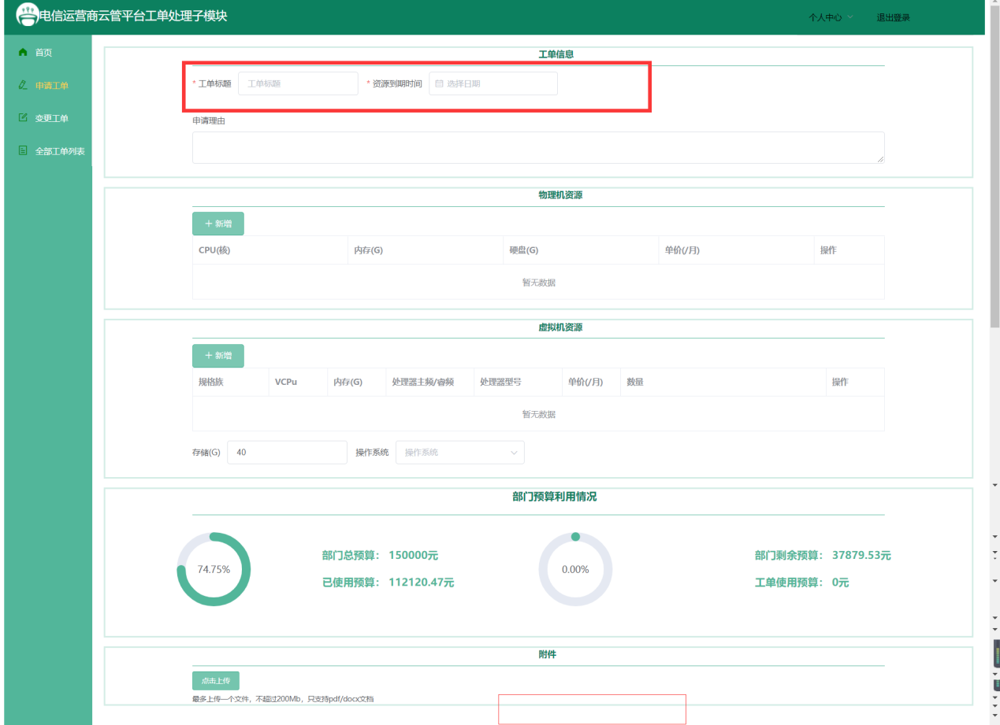 电信运营商云管平台工单处理子模块
个人中心 退出登录
首页
申请工单
变更工单
全部工单列表
工单信息
* 工单标题 工单标题 * 资源到期时间 选择日期
申请理由
物理机资源
+ 新增
CPU(核) 内存(G) 硬盘(G) 单价(/月) 操作
暂无数据
虚拟机资源
+ 新增
规格族 VCPu 内存(G) 处理器主频/睿频 处理器型号 单价(/月) 数量 操作
暂无数据
存储(G) 40 操作系统 操作系统
部门预算利用情况
74.75% 部门总预算： 150000元 0.00% 部门剩余预算： 37879.53元
已使用预算： 112120.47元 工单使用预算： 0元
附件
点击上传
最多上传一个文件，不超过200Mb，只支持pdf/docx文档